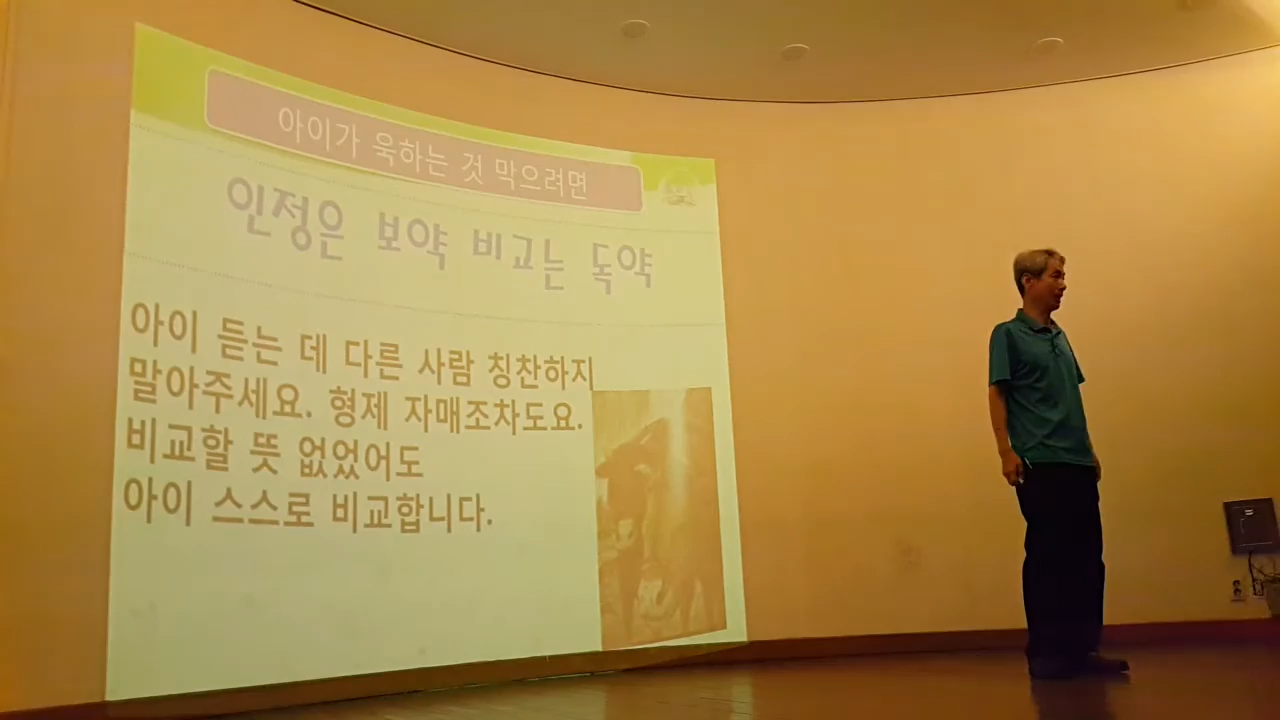 아이가 욱하는 것 막으려면
인정은 보약 비교는 독약
아이 듣는 데 다른 사람 칭찬하지
말아주세요. 형제 자매조차도요.
비교할 뜻 없었어도
아이 스스로 비교합니다.